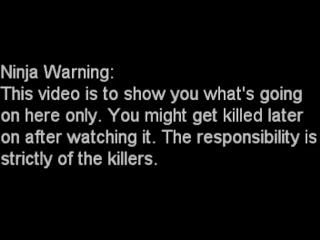 Ninja Warning:
This video is to show you what's going
on here only. You might get killed later
on after watching it. The responsibility is
strictly of the killers.